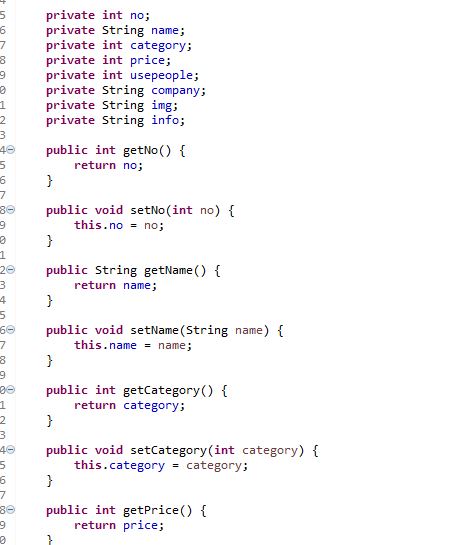 5 private int no;
6 private String name;
7 private int category;
8 private int price;
9 private int usepeople;
0 private String company;
1 private String img;
2 private String info;
3
4 public int getNo() {
5 return no;
6 }
7
8 public void setNo(int no) {
9 this.no = no;
0 }
1
2 public String getName() {
3 return name;
4 }
5
6 public void setName(String name) {
7 this.name = name;
8 }
9
0 public int getCategory() {
1 return category;
2 }
3
4 public void setCategory(int category) {
5 this.category = category;
6 }
7
8 public int getPrice() {
9 return price;
0 }